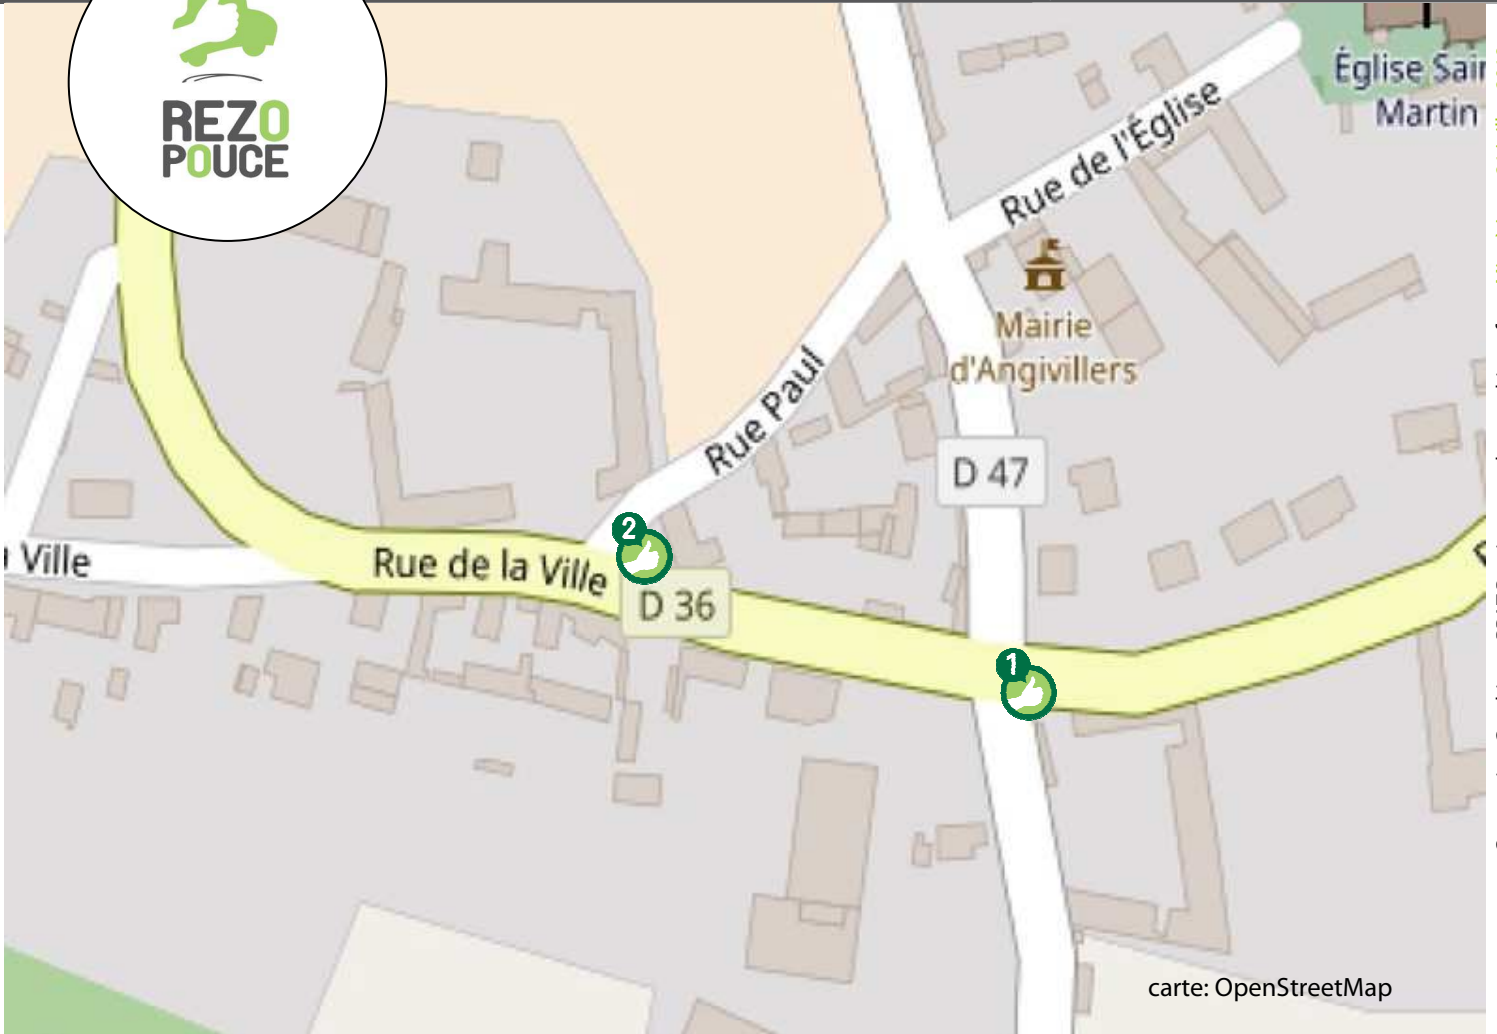 REZO
POUCE
Église Sain
Martin
Rue de l'Église
Mairie
d'Angivillers
Rue Paul
D 47
Ville
Rue de la Ville
2
D 36
1
carte: OpenStreetMap